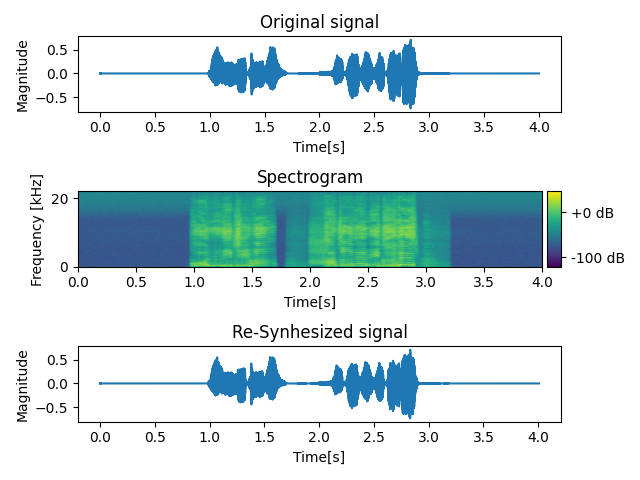 Original signal
Magnitude
0.5
0.0
−0.5
0.0 0.5 1.0 1.5 2.0 2.5 3.0 3.5 4.0
Time[s]
Spectrogram
Frequency [kHz]
20
0
0.0 0.5 1.0 1.5 2.0 2.5 3.0 3.5 4.0
Time[s]
+0 dB
-100 dB
Re-Synhesized signal
Magnitude
0.5
0.0
−0.5
0.0 0.5 1.0 1.5 2.0 2.5 3.0 3.5 4.0
Time[s]